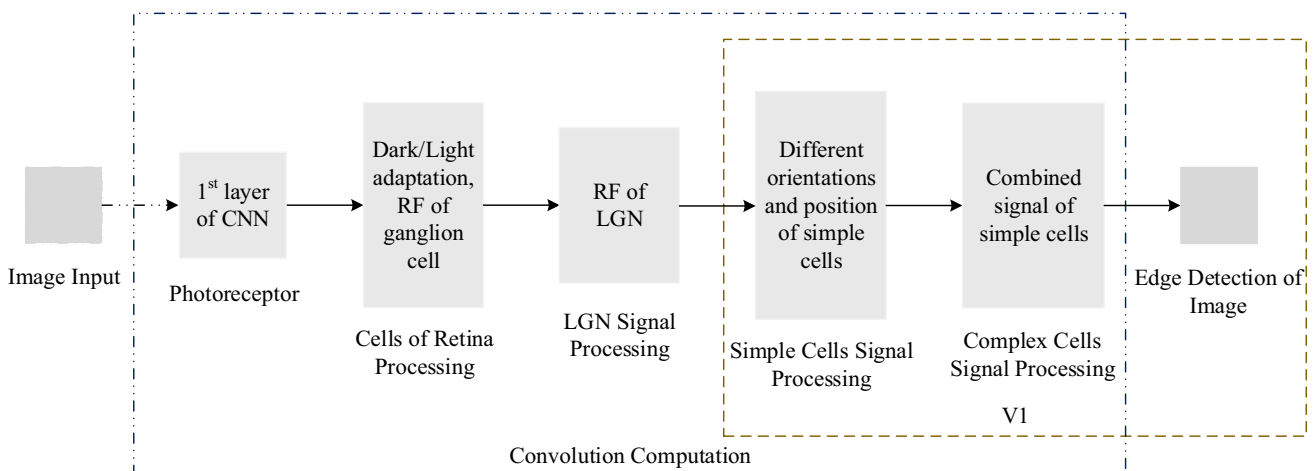 Image Input
1st layer
of CNN
Photoreceptor
Dark/Light
adaptation,
RF of
ganglion
cell
Cells of Retina
Processing
RF of
LGN
LGN Signal
Processing
Different
orientations
and position
of simple
cells
Simple Cells Signal
Processing
Combined
signal of
simple cells
Complex Cells
Signal Processing
Edge Detection of
Image
V1
Convolution Computation